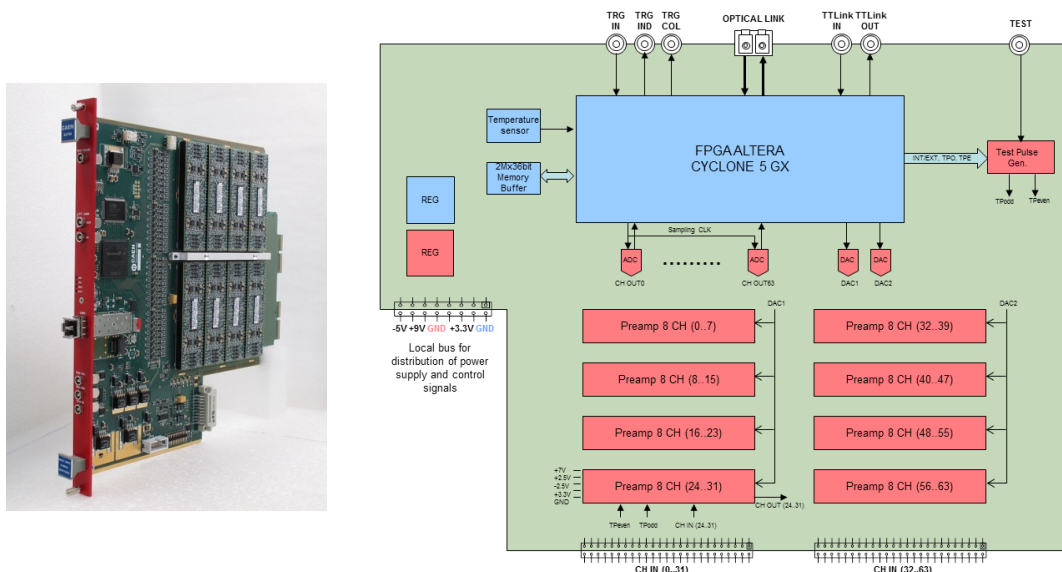 TRG IN
TRG IND
TRG COL
OPTICAL LINK
TTLink IN
TTLink OUT
TEST
CAEN
Temperature sensor
2Mx36bit Memory Buffer
FPGA ALTERA
CYCLONE 5 GX
INT/EXT, TPO, TPE
Test Pulse Gen.
TPodd
TPeven
REG
REG
Sampling CLK
ADC
ADC
DAC
DAC
CH OUT0
CH OUT63
DAC1
DAC2
-5V +9V GND +3.3V GND
Local bus for
distribution of power
supply and control
signals
DAC1
DAC2
Preamp 8 CH (0..7)
Preamp 8 CH (32..39)
Preamp 8 CH (8..15)
Preamp 8 CH (40..47)
Preamp 8 CH (16..23)
Preamp 8 CH (48..55)
+7V
+2.5V
-2.5V
+3.3V
GND
Preamp 8 CH (24..31)
Preamp 8 CH (56..63)
CH OUT (24..31)
TPeven
TPodd
CH IN (24..31)
CH IN (0..31)
CH IN (32..63)